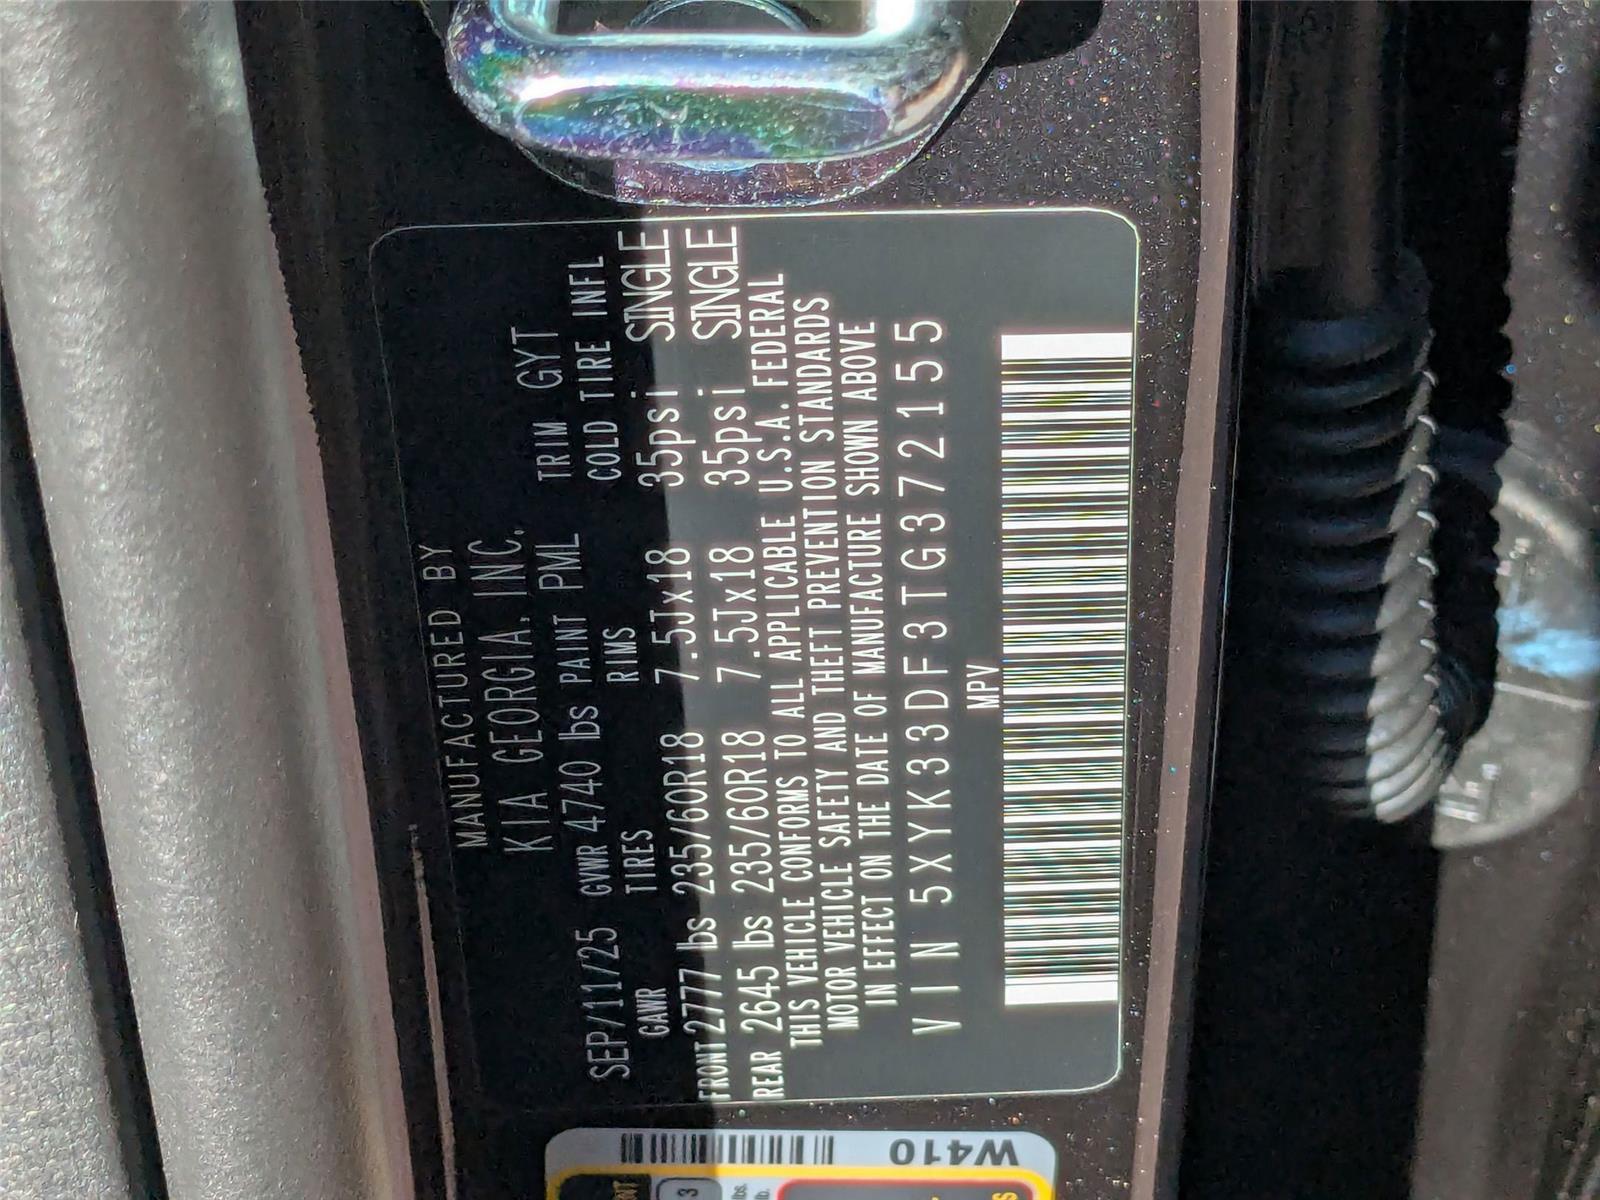 MANUFACTURED BY
KIA GEORGIA, INC.
SEP/11/25 GVWR 4740 lbs PAINT PML TRIM GYT
GAWR TIRES RIMS COLD TIRE INFL
FRONT 2777 lbs 235/60R18 7.5Jx18 35psi SINGLE
REAR 2645 lbs 235/60R18 7.5Jx18 35psi SINGLE
THIS VEHICLE CONFORMS TO ALL APPLICABLE U.S.A. FEDERAL
MOTOR VEHICLE SAFETY AND THEFT PREVENTION STANDARDS
IN EFFECT ON THE DATE OF MANUFACTURE SHOWN ABOVE
VIN 5XYK33DF3TG372155
MPV
W410